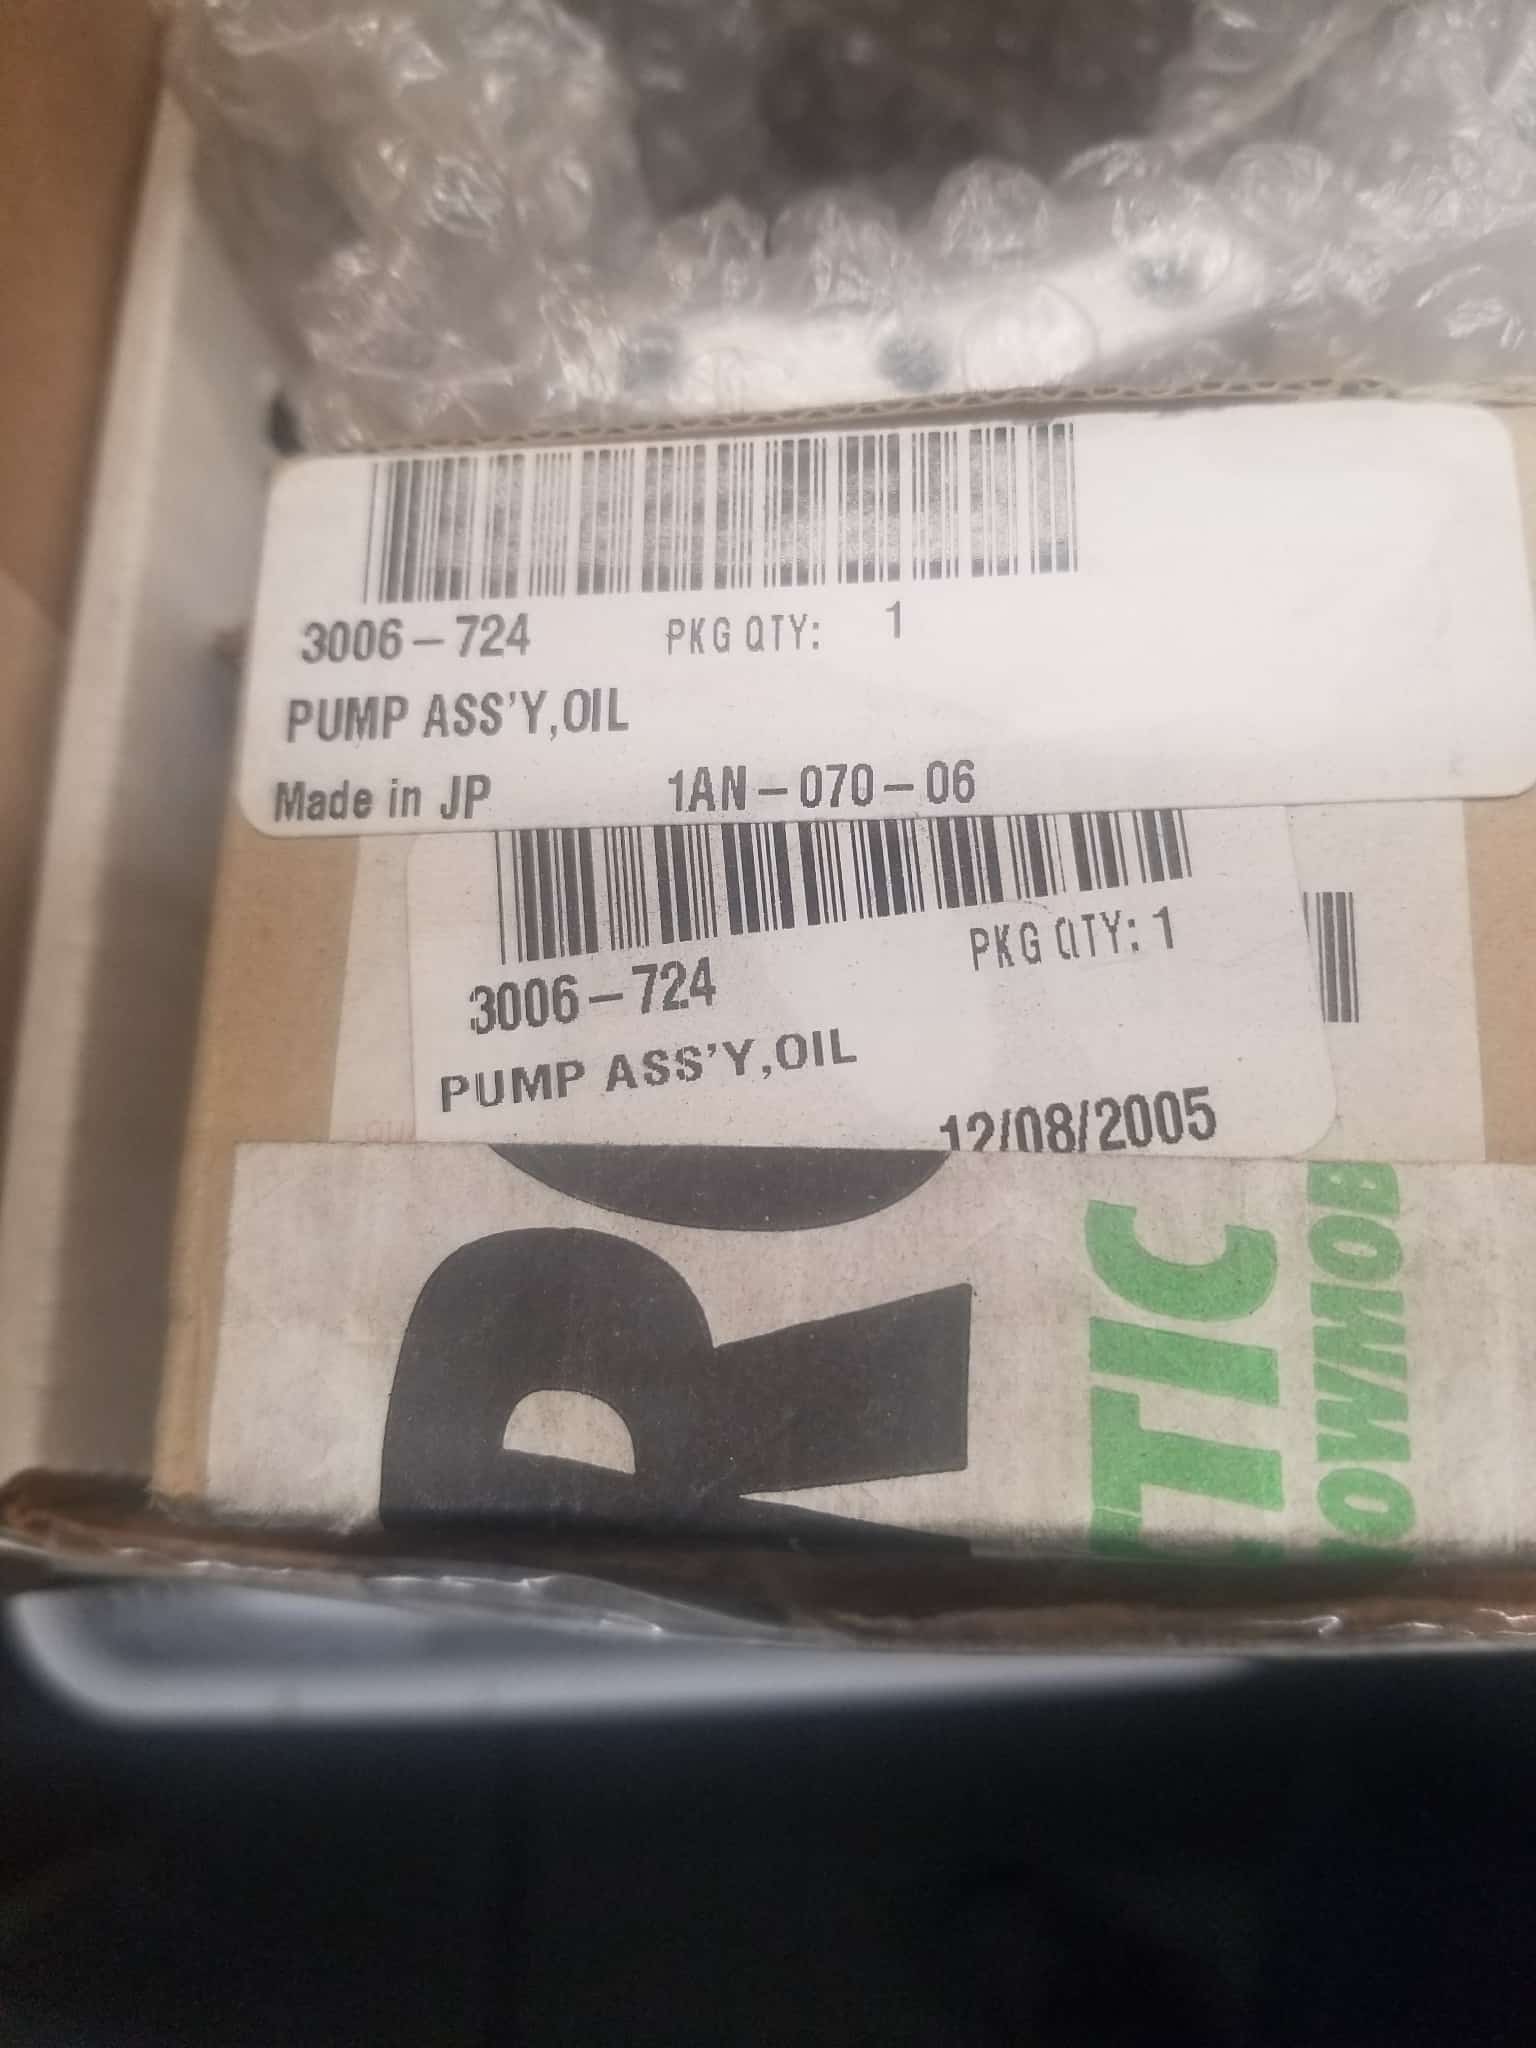 3006-724 PKG QTY: 1
PUMP ASS'Y,OIL
Made in JP 1AN-070-06
3006-724 PKG QTY: 1
PUMP ASS'Y,OIL
12/08/2005
R
TIC
OWMOB